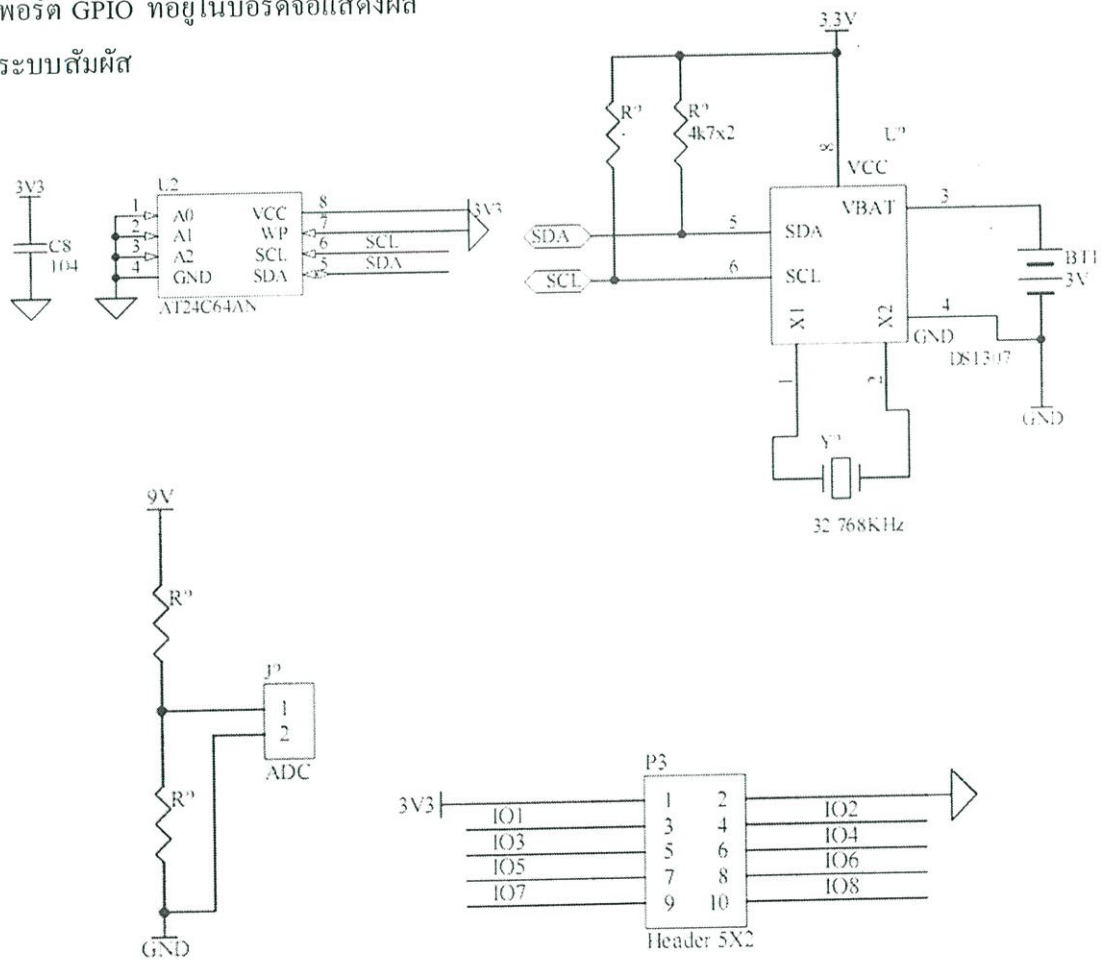 พอร์ต GPIO ที่อยู่ในบอร์ดจอแสดงผล
ระบบสัมผัส
3V3
C8
104
U2
1
2
3
4
A0
A1
A2
GND
VCC
WP
SCL
SDA
8
7
6
5
3V3
SCL
SDA
AT24C64AN
3.3V
R?
R?
4k7x2
U?
8
VCC
VBAT
3
SDA
5
SDA
SCL
6
SCL
X1
X2
4
GND
DS1307
BT1
3V
GND
1
2
Y?
32.768KHz
9V
R?
J?
1
2
ADC
R?
GND
P3
3V3
1 2
IO1
IO2
3 4
IO3
IO4
5 6
IO5
IO6
7 8
IO7
IO8
9 10
Header 5X2